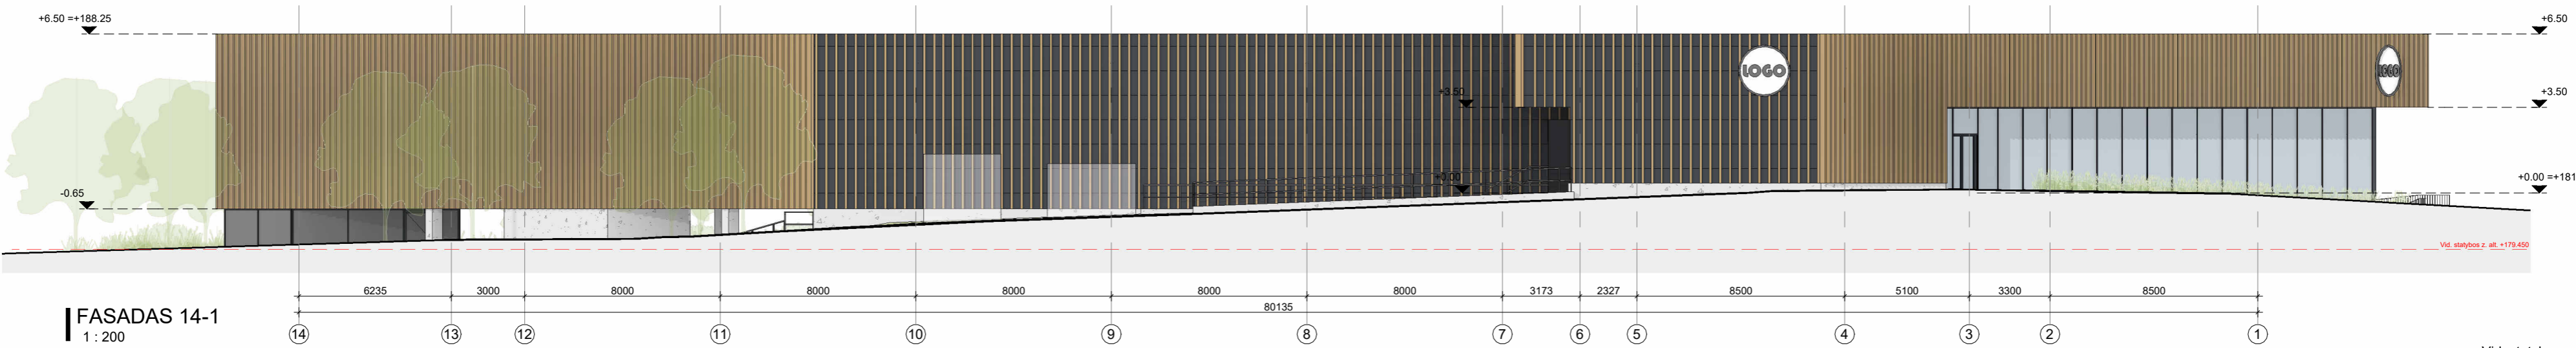 +6.50 =+188.25
+6.50
LOGO
LOGO
+3.50
+3.50
-0.65
+0.00
+0.00 =+181
Vid. statybos z. alt. +179.450
6235 3000 8000 8000 8000 8000 8000 3173 2327 8500 5100 3300 8500
80135
FASADAS 14-1
1 : 200
14 13 12 11 10 9 8 7 6 5 4 3 2 1